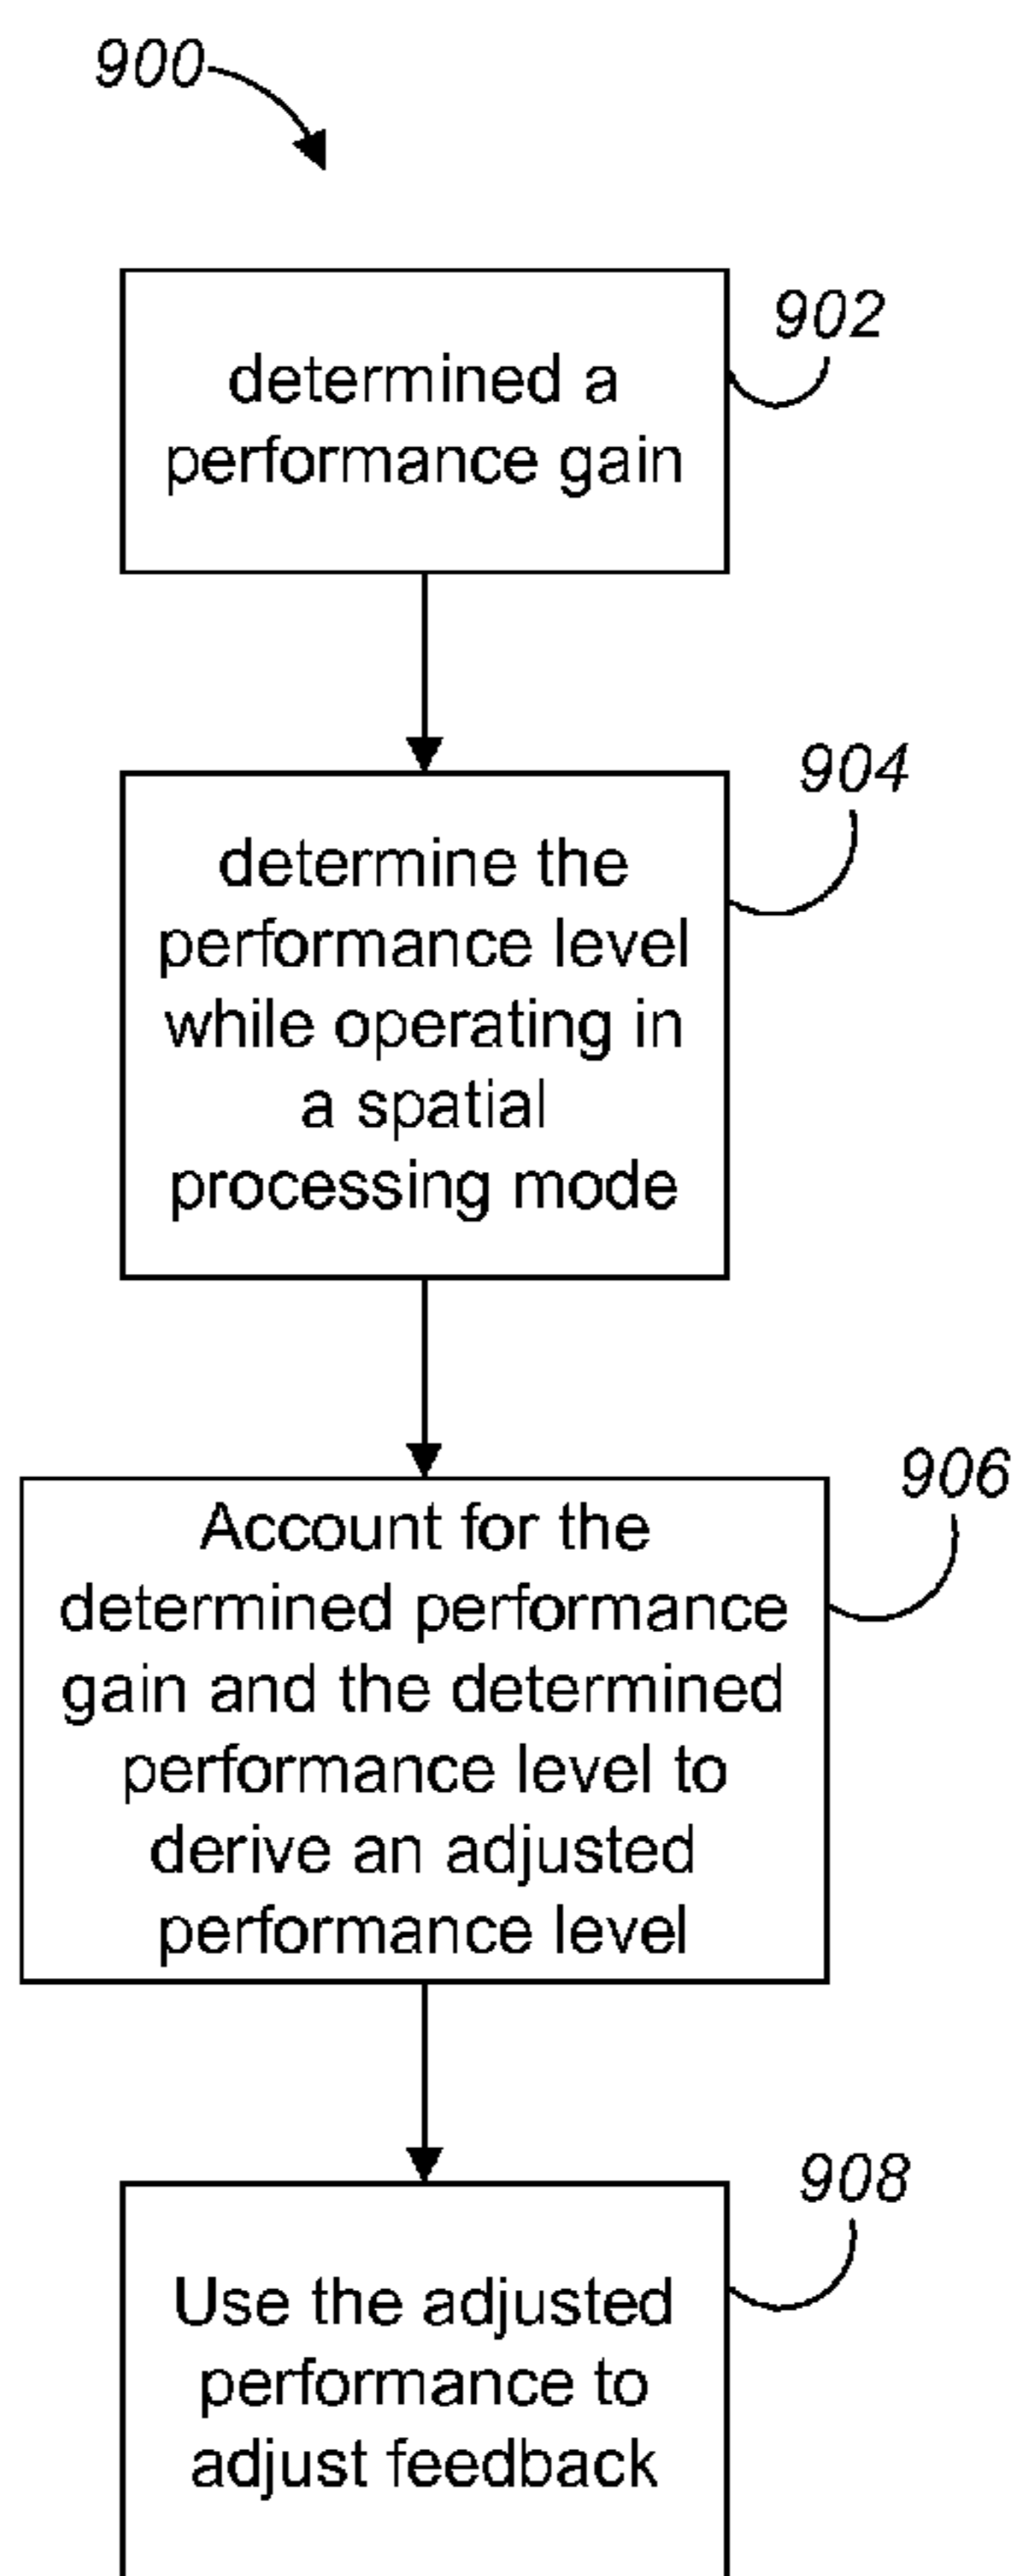 900
902
determined a
performance gain
904
determine the
performance level
while operating in
a spatial
processing mode
906
Account for the
determined performance
gain and the determined
performance level to
derive an adjusted
performance level
908
Use the adjusted
performance to
adjust feedback